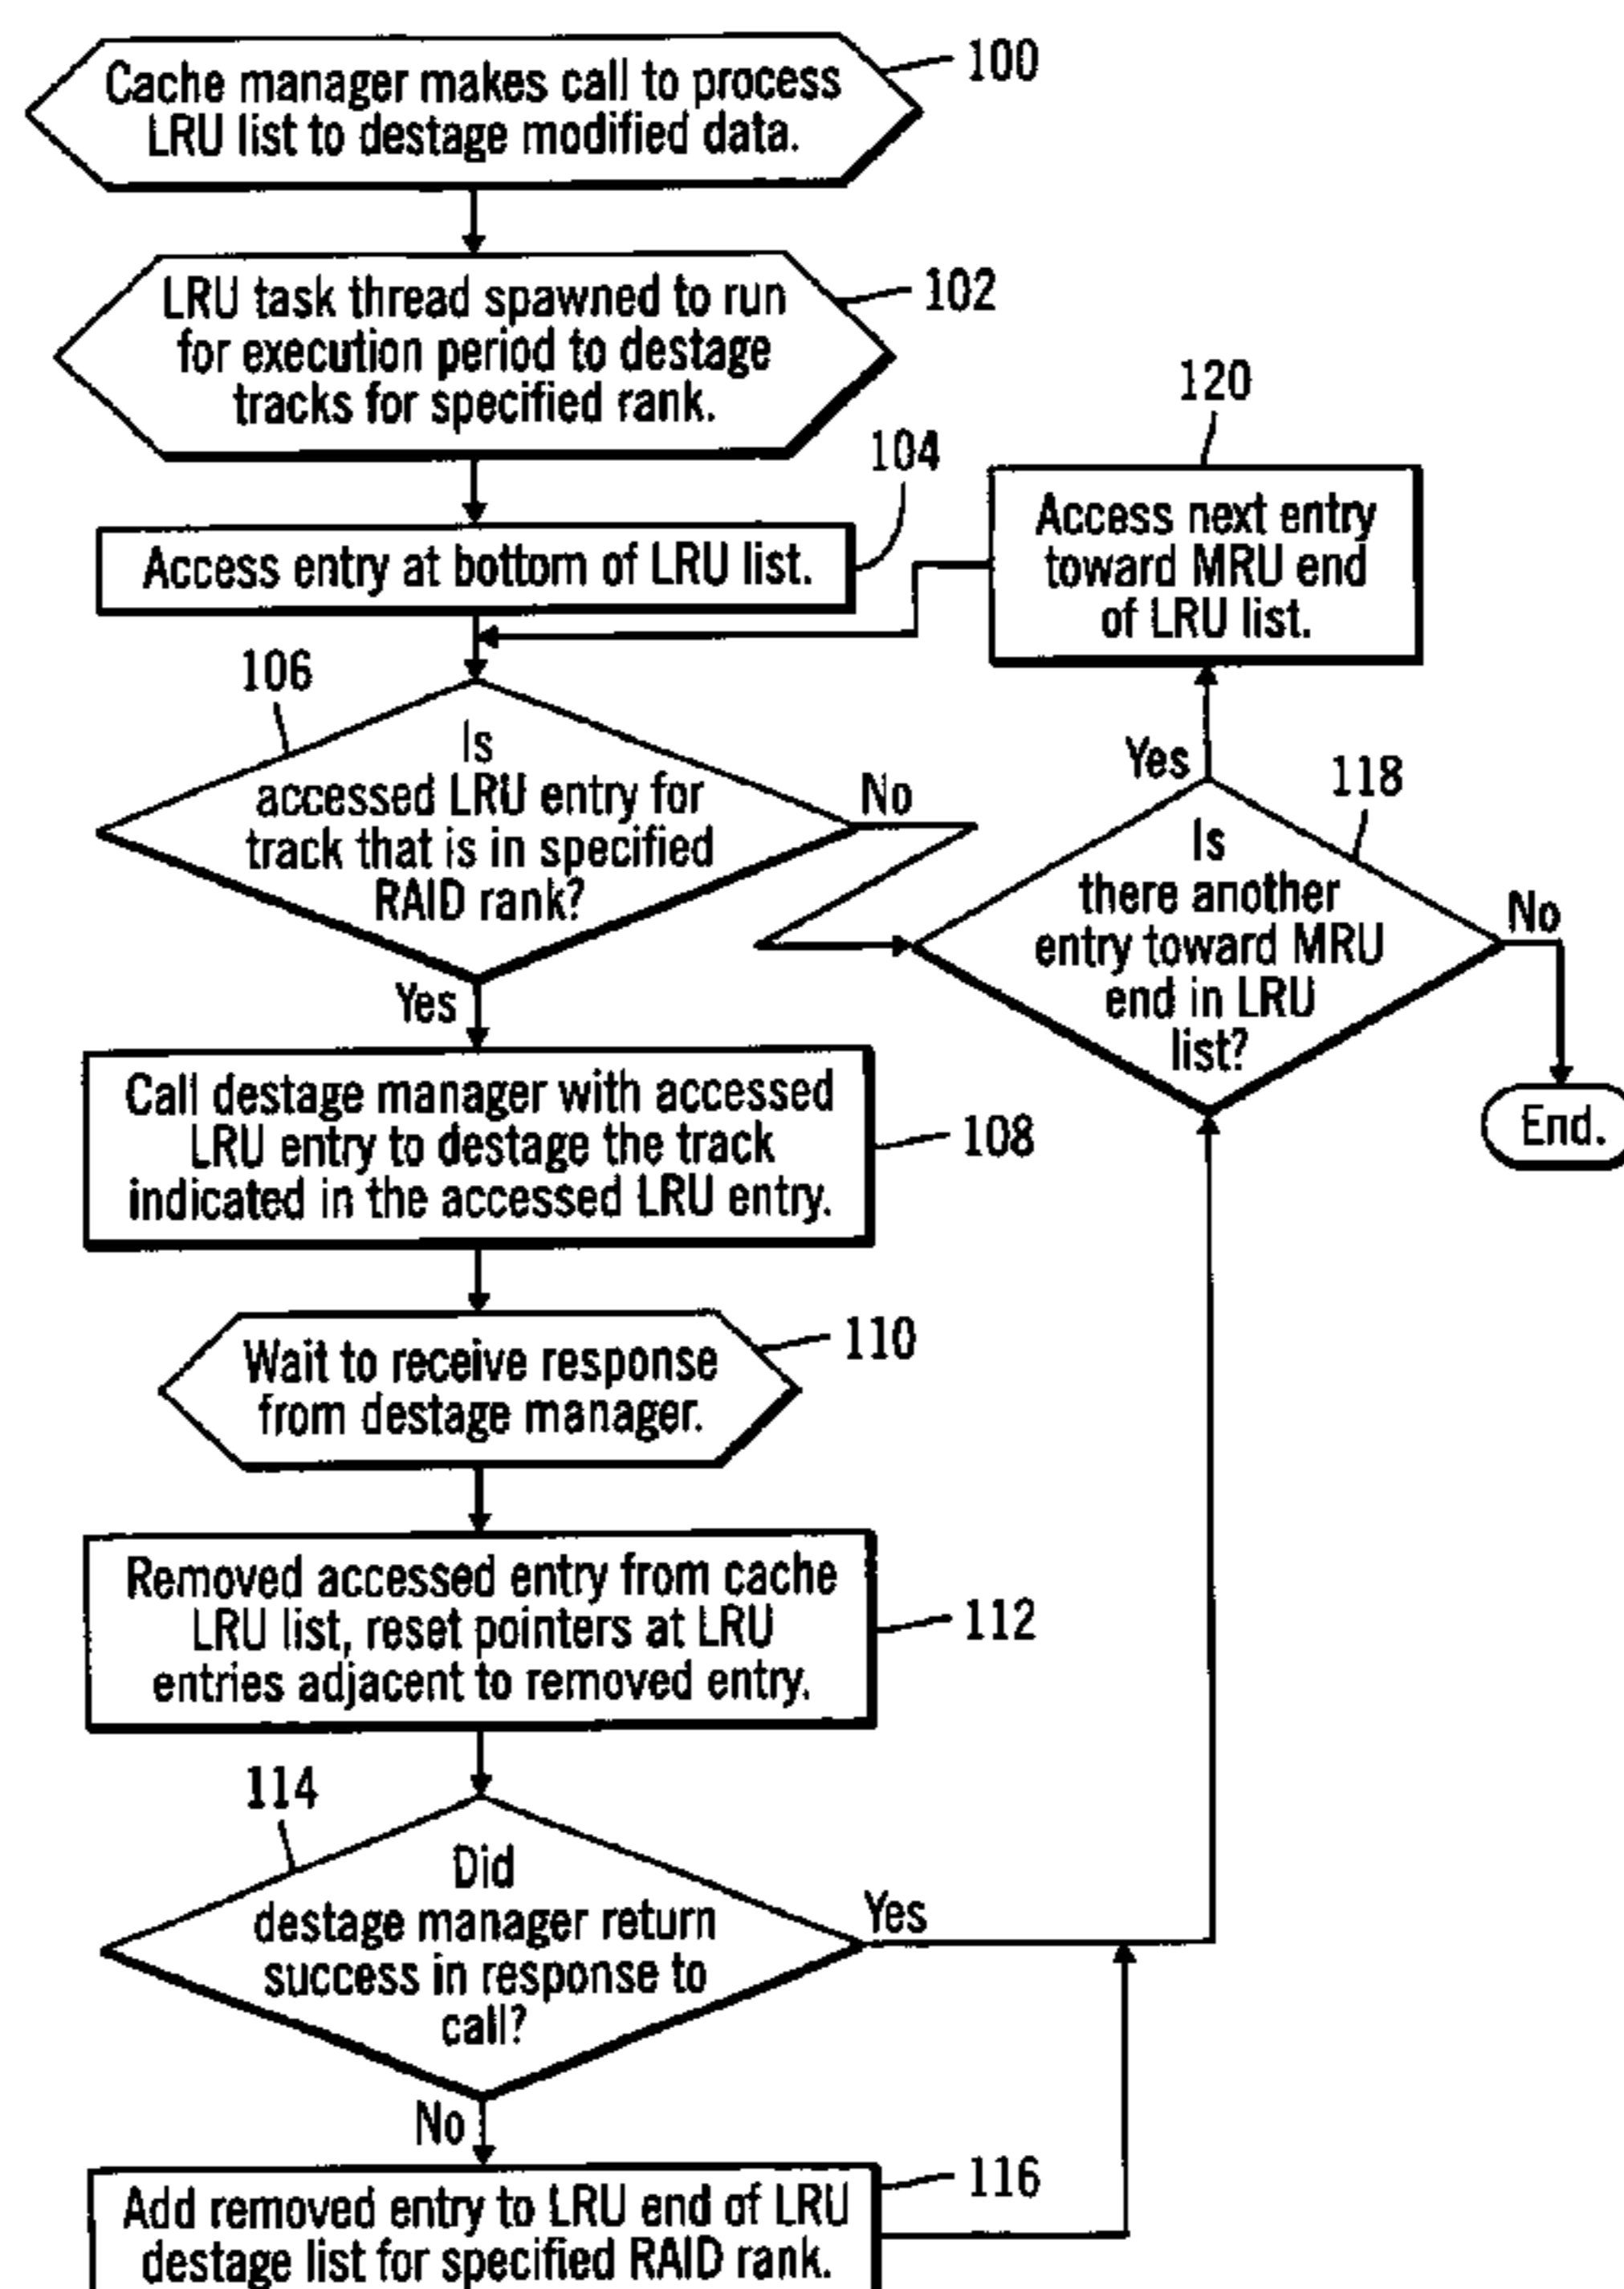 Cache manager makes call to process
LRU list to destage modified data.
100
LRU task thread spawned to run
for execution period to destage
tracks for specified rank.
102
104
Access entry at bottom of LRU list.
120
Access next entry
toward MRU end
of LRU list.
106
Is
accessed LRU entry for
track that is in specified
RAID rank?
No
Yes
Yes
118
Is
there another
entry toward MRU
end in LRU
list?
No
End.
Call destage manager with accessed
LRU entry to destage the track
indicated in the accessed LRU entry.
108
Wait to receive response
from destage manager.
110
Removed accessed entry from cache
LRU list, reset pointers at LRU
entries adjacent to removed entry.
112
114
Did
destage manager return
success in response to
call?
Yes
No
Add removed entry to LRU end of LRU
destage list for specified RAID rank.
116